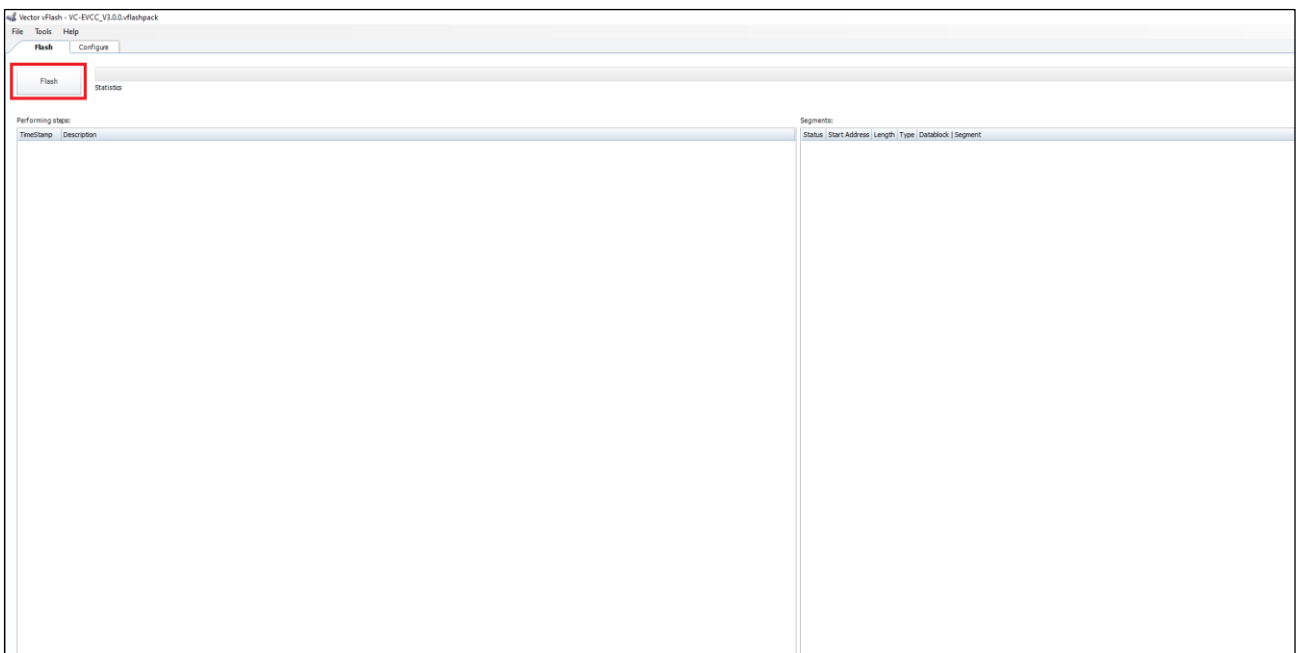 Vector vFlash - VC-EVCC_V3.0.0.vflashpack
File Tools Help
Flash Configure
Flash
Statistics
Performing steps: Segments:
TimeStamp Description Status Start Address Length Type Datablock | Segment